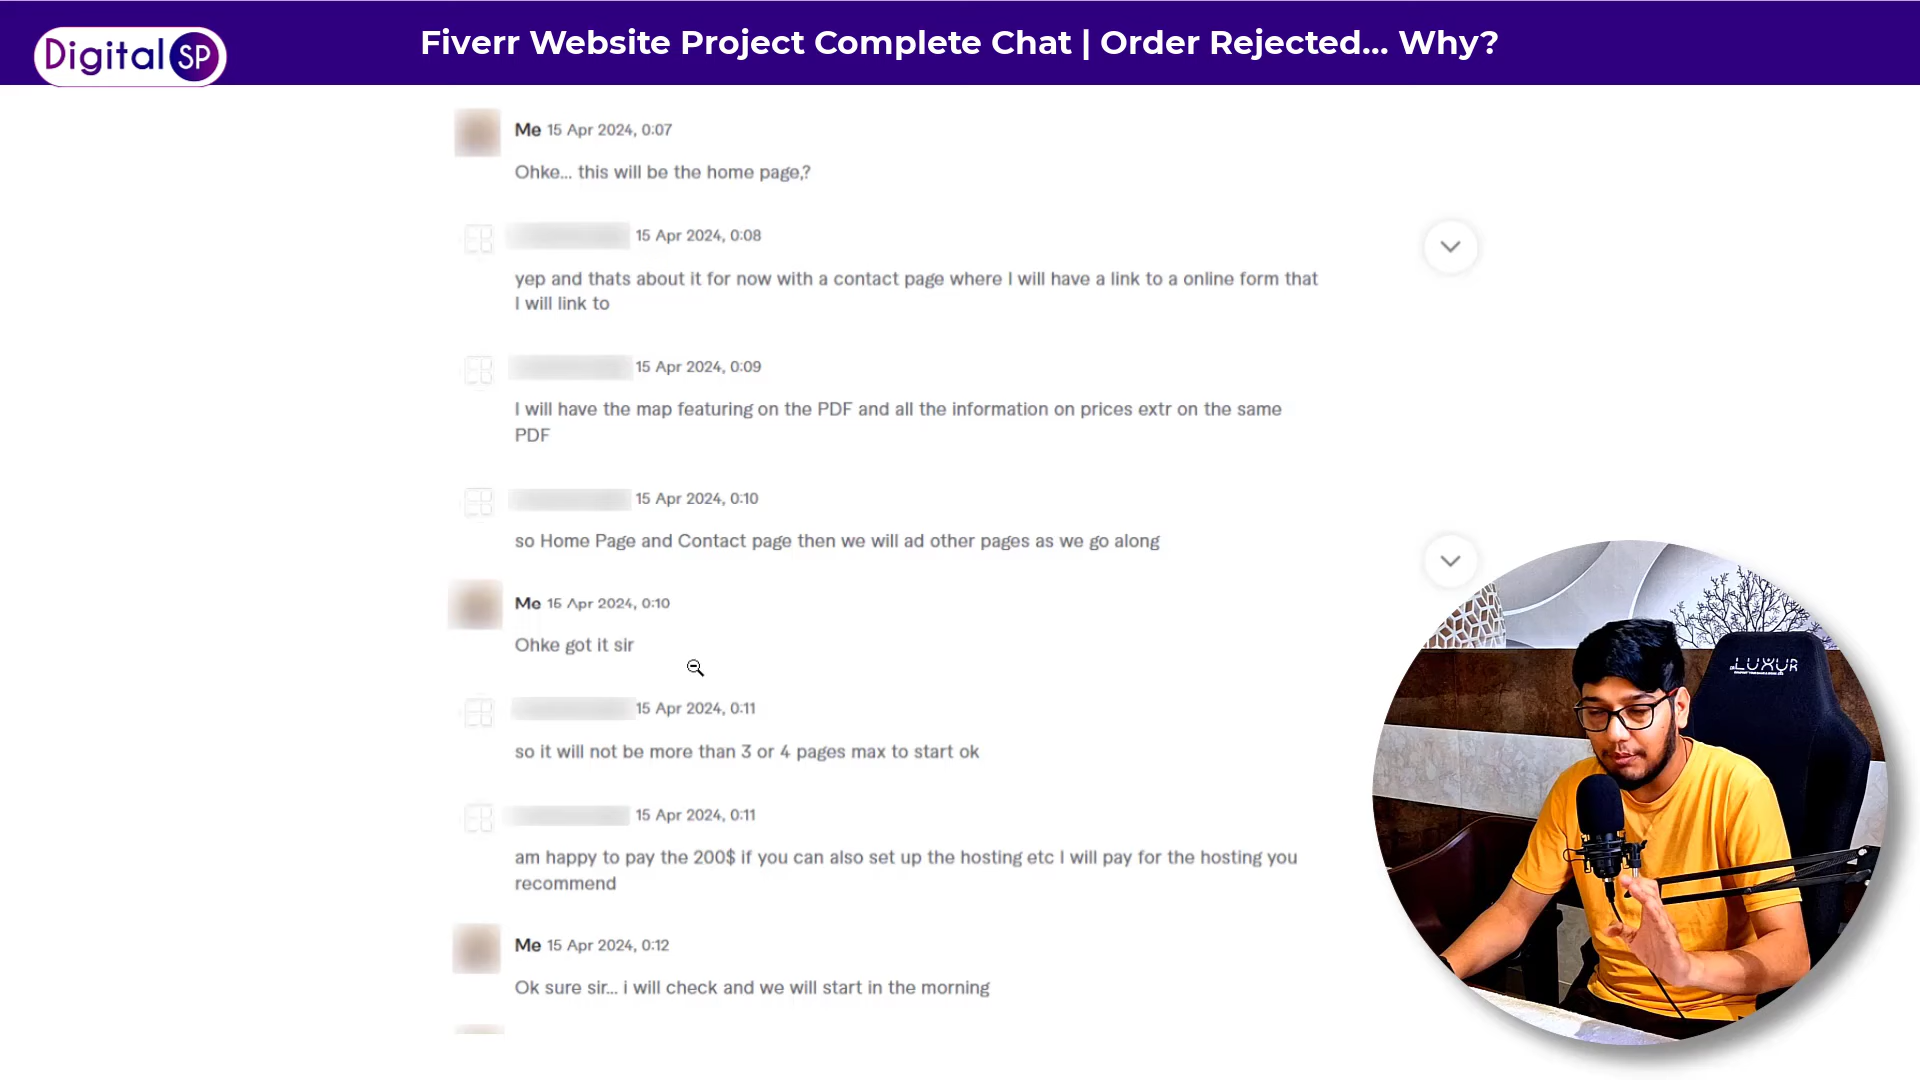 Digital SP
Fiverr Website Project Complete Chat | Order Rejected... Why?
Me 15 Apr 2024, 0:07
Ohke... this will be the home page,?
15 Apr 2024, 0:08
yep and thats about it for now with a contact page where I will have a link to a online form that
I will link to
15 Apr 2024, 0:09
I will have the map featuring on the PDF and all the information on prices extr on the same
PDF
15 Apr 2024, 0:10
so Home Page and Contact page then we will ad other pages as we go along
Me 15 Apr 2024, 0:10
Ohke got it sir
15 Apr 2024, 0:11
so it will not be more than 3 or 4 pages max to start ok
15 Apr 2024, 0:11
am happy to pay the 200$ if you can also set up the hosting etc I will pay for the hosting you
recommend
Me 15 Apr 2024, 0:12
Ok sure sir... i will check and we will start in the morning
LUXUR